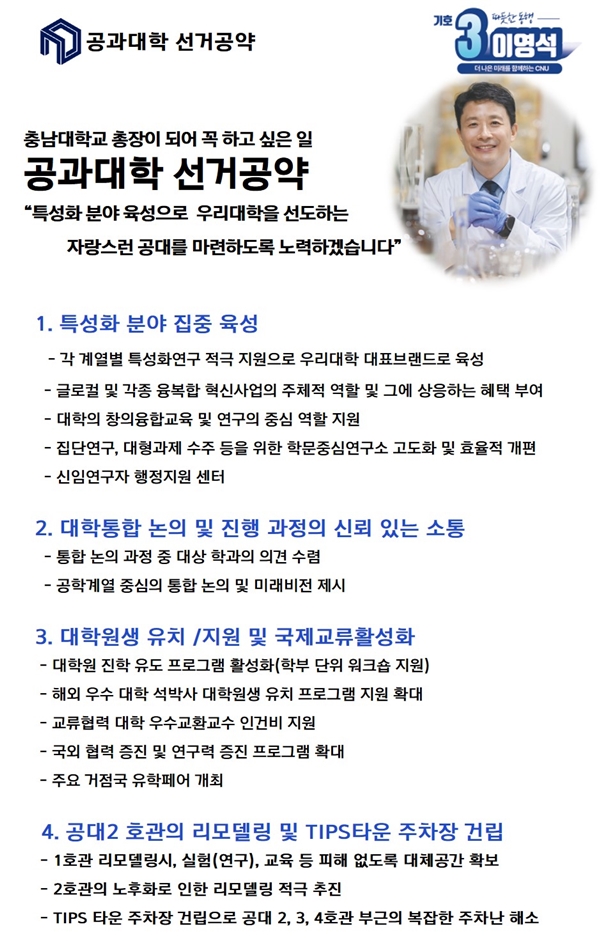 공과대학 선거공약
기호 3 따뜻한 동행 이영석
더 나은 미래를 함께하는 CNU
충남대학교 총장이 되어 꼭 하고 싶은 일
공과대학 선거공약
“특성화 분야 육성으로 우리대학을 선도하는
자랑스런 공대를 마련하도록 노력하겠습니다”
1. 특성화 분야 집중 육성
- 각 계열별 특성화연구 적극 지원으로 우리대학 대표브랜드로 육성
- 글로컬 및 각종 융복합 혁신사업의 주체적 역할 및 그에 상응하는 혜택 부여
- 대학의 창의융합교육 및 연구의 중심 역할 지원
- 집단연구, 대형과제 수주 등을 위한 학문중심연구소 고도화 및 효율적 개편
- 신임연구자 행정지원 센터
2. 대학통합 논의 및 진행 과정의 신뢰 있는 소통
- 통합 논의 과정 중 대상 학과의 의견 수렴
- 공학계열 중심의 통합 논의 및 미래비전 제시
3. 대학원생 유치 /지원 및 국제교류활성화
- 대학원 진학 유도 프로그램 활성화(학부 단위 워크숍 지원)
- 해외 우수 대학 석박사 대학원생 유치 프로그램 지원 확대
- 교류협력 대학 우수교환교수 인건비 지원
- 국외 협력 증진 및 연구력 증진 프로그램 확대
- 주요 거점국 유학페어 개최
4. 공대2 호관의 리모델링 및 TIPS타운 주차장 건립
- 1호관 리모델링시, 실험(연구), 교육 등 피해 없도록 대체공간 확보
- 2호관의 노후화로 인한 리모델링 적극 추진
- TIPS 타운 주차장 건립으로 공대 2, 3, 4호관 부근의 복잡한 주차난 해소